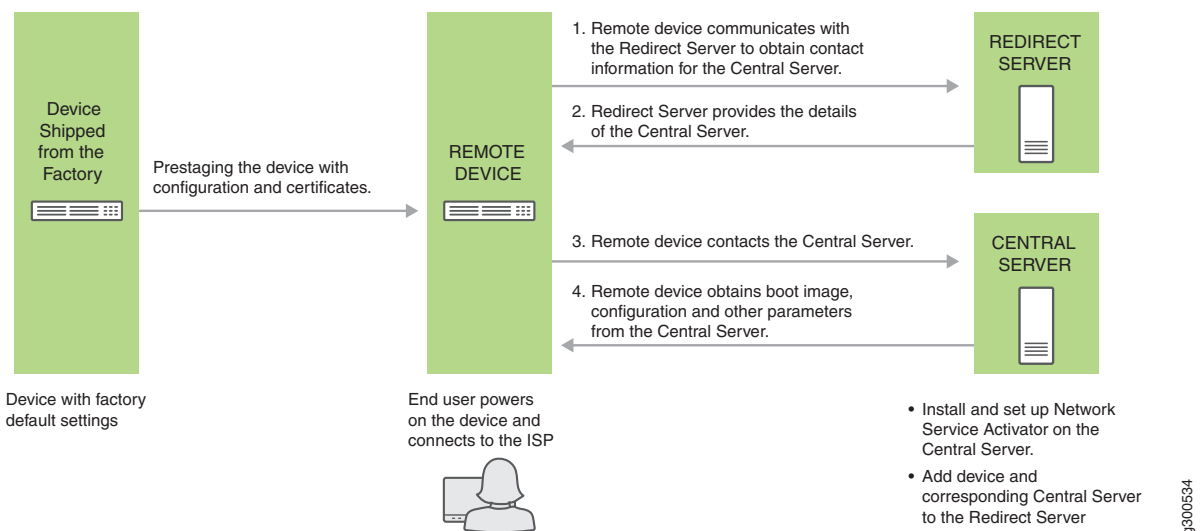 Device
Shipped
from the
Factory
Prestaging the device with
configuration and certificates.
REMOTE
DEVICE
1. Remote device communicates with
the Redirect Server to obtain contact
information for the Central Server.
2. Redirect Server provides the details
of the Central Server.
REDIRECT
SERVER
3. Remote device contacts the Central Server.
4. Remote device obtains boot image,
configuration and other parameters
from the Central Server.
CENTRAL
SERVER
Device with factory
default settings
End user powers
on the device and
connects to the ISP
• Install and set up Network
Service Activator on the
Central Server.
• Add device and
corresponding Central Server
to the Redirect Server
g300534